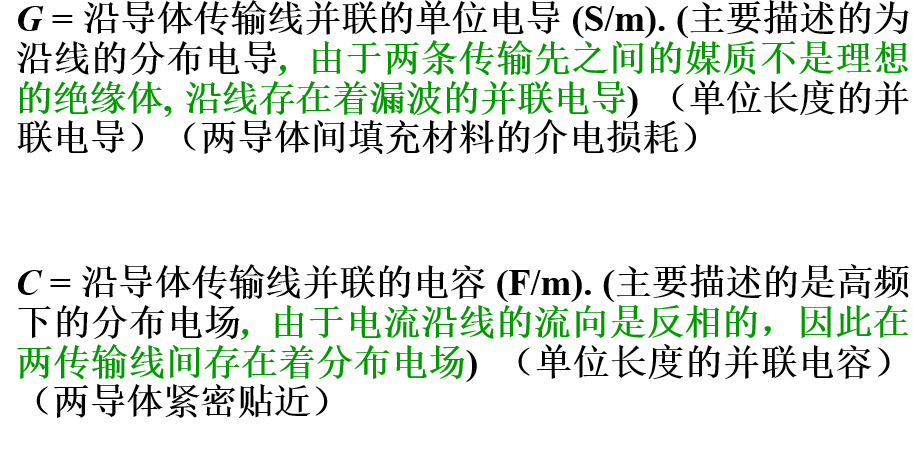 G = 沿导体传输线并联的单位电导 (S/m). (主要描述的为
沿线的分布电导, 由于两条传输先之间的媒质不是理想
的绝缘体, 沿线存在着漏波的并联电导) （单位长度的并
联电导）（两导体间填充材料的介电损耗）
C = 沿导体传输线并联的电容 (F/m). (主要描述的是高频
下的分布电场, 由于电流沿线的流向是反相的，因此在
两传输线间存在着分布电场) （单位长度的并联电容）
（两导体紧密贴近）